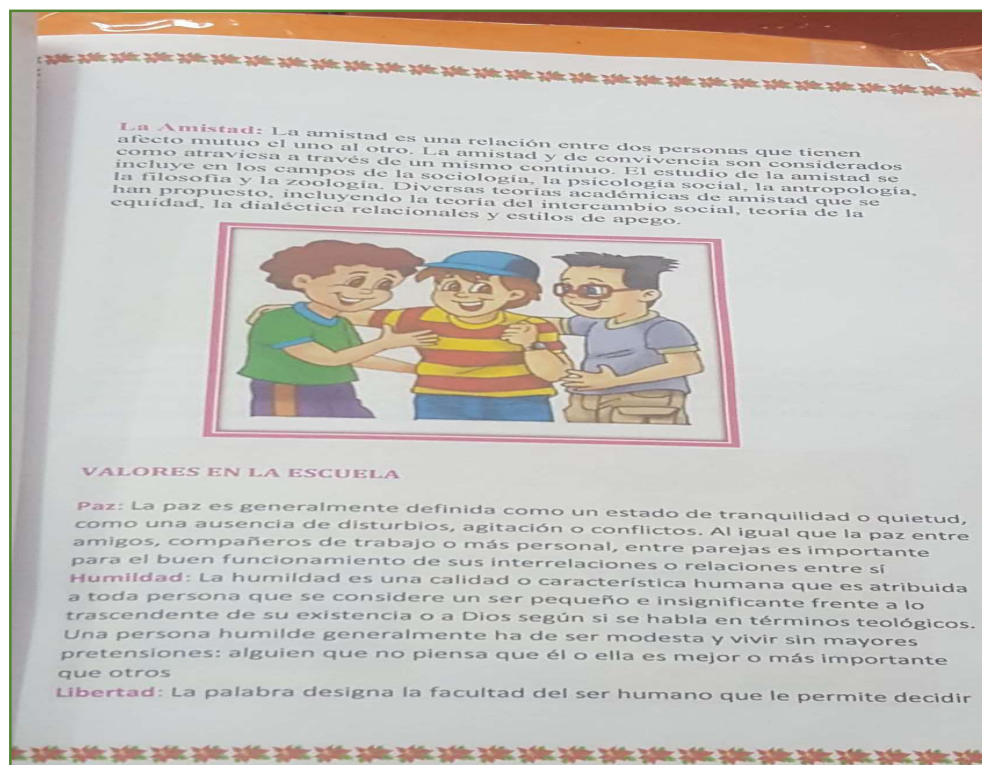 La Amistad: La amistad es una relación entre dos personas que tienen
afecto mutuo el uno al otro. La amistad y de convivencia son considerados
como atraviesa a través de un mismo continuo. El estudio de la amistad se
incluye en los campos de la sociología, la psicología social, la antropología,
la filosofía y la zoología. Diversas teorías académicas de amistad que se
han propuesto, incluyendo la teoría del intercambio social, teoría de la
equidad, la dialéctica relacionales y estilos de apego.
VALORES EN LA ESCUELA
Paz: La paz es generalmente definida como un estado de tranquilidad o quietud,
como una ausencia de disturbios, agitación o conflictos. Al igual que la paz entre
amigos, compañeros de trabajo o más personal, entre parejas es importante
para el buen funcionamiento de sus interrelaciones o relaciones entre sí
Humildad: La humildad es una calidad o característica humana que es atribuida
a toda persona que se considere un ser pequeño e insignificante frente a lo
trascendente de su existencia o a Dios según si se habla en términos teológicos.
Una persona humilde generalmente ha de ser modesta y vivir sin mayores
pretensiones: alguien que no piensa que él o ella es mejor o más importante
que otros
Libertad: La palabra designa la facultad del ser humano que le permite decidir